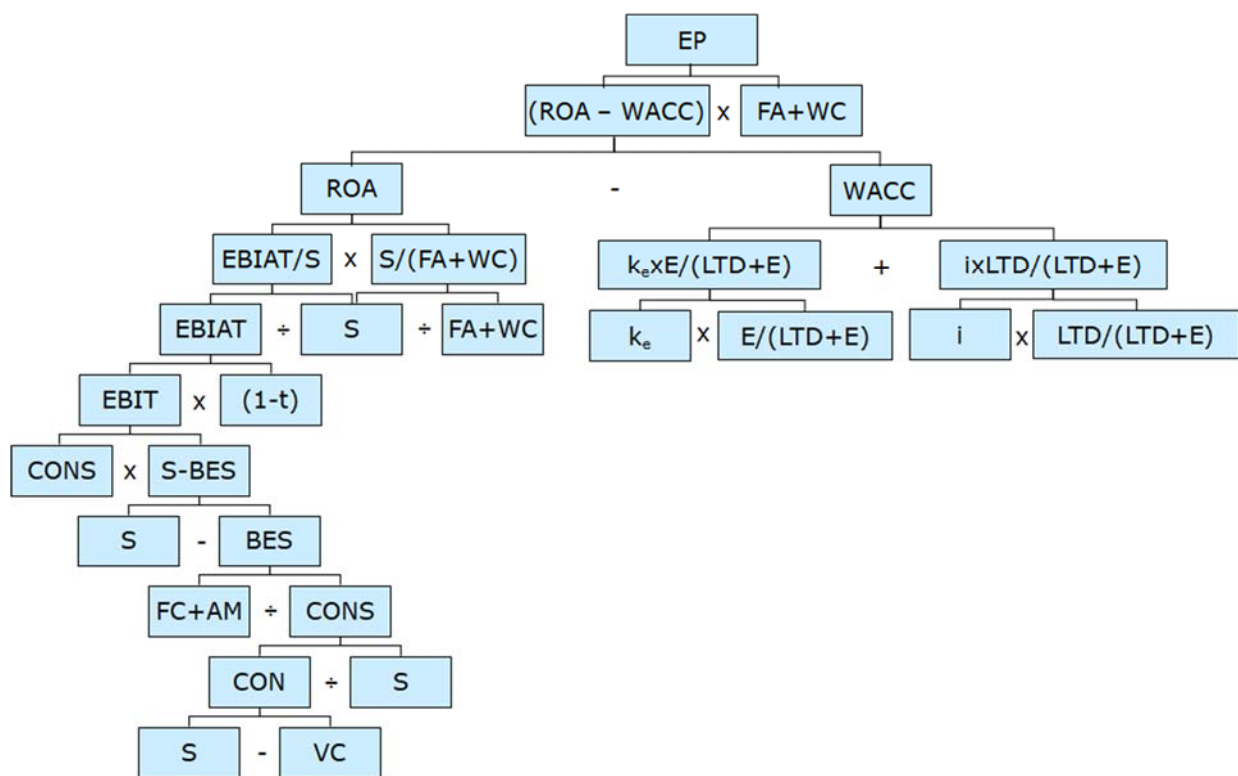 EP
(ROA – WACC) x FA+WC
ROA - WACC
EBIAT/S x S/(FA+WC) kₑxE/(LTD+E) + ixLTD/(LTD+E)
EBIAT ÷ S ÷ FA+WC kₑ x E/(LTD+E) i x LTD/(LTD+E)
EBIT x (1-t)
CONS x S-BES
S - BES
FC+AM ÷ CONS
CON ÷ S
S - VC